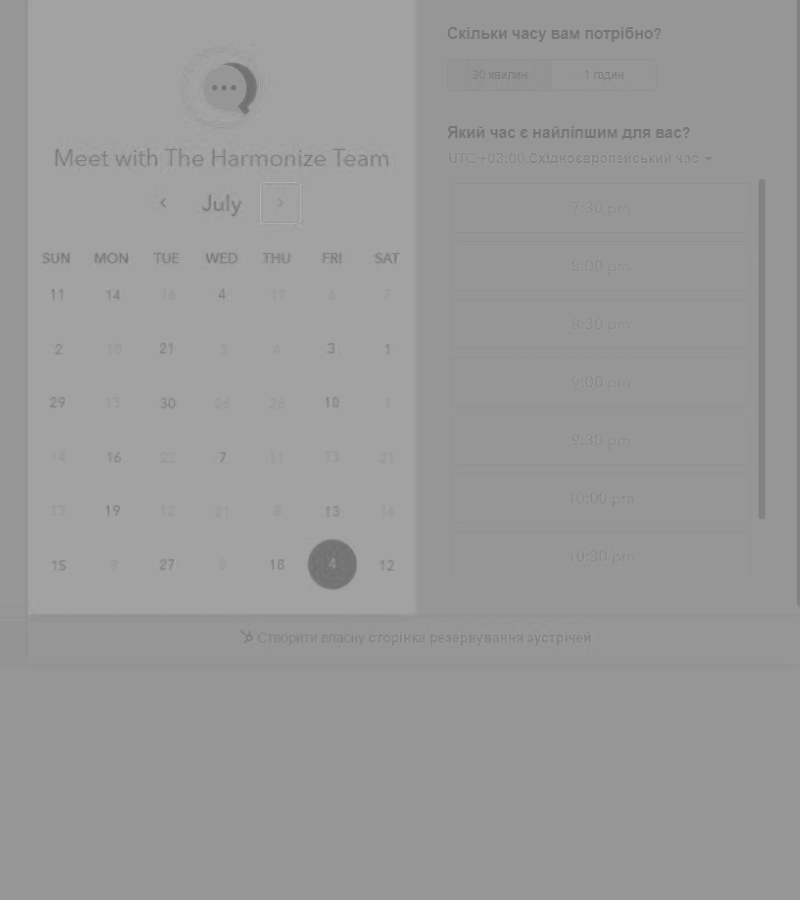 Meet with The Harmonize Team
July
SUN MON TUE WED THU FRI SAT
11 14 16 4 17 6 7
2 10 21 3 4 3 1
29 13 30 26 26 10 1
14 16 22 7 11 13 21
13 19 12 21 13 16
15 27 18 4 12
Скільки часу вам потрібно?
30 хвилин 1 годин
Який час є найліпшим для вас?
UTC +03:00 Східноєвропейський час
7:30 pm
8:00 pm
8:30 pm
9:00 pm
9:30 pm
10:00 pm
10:30 pm
Створити власну сторінка резервування зустрічей